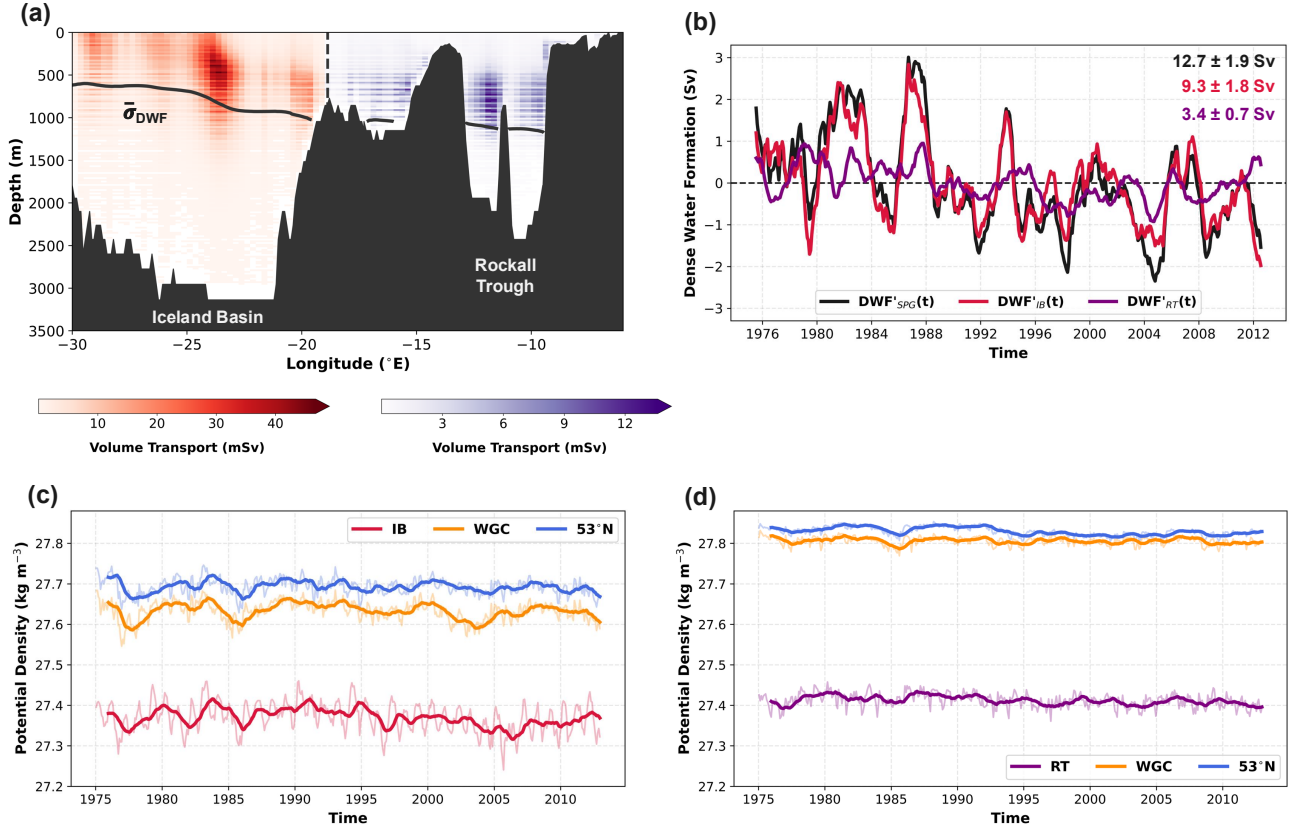 (a)
0
500
1000
1500
2000
2500
3000
3500
Depth (m)
σ̄DWF
Iceland Basin
Rockall
Trough
−30
−25
−20
−15
−10
Longitude (°E)
10
20
30
40
Volume Transport (mSv)
3
6
9
12
Volume Transport (mSv)
(b)
3
2
1
0
−1
−2
−3
Dense Water Formation (Sv)
12.7 ± 1.9 Sv
9.3 ± 1.8 Sv
3.4 ± 0.7 Sv
DWF'SPG(t)
DWF'IB(t)
DWF'RT(t)
1976
1980
1984
1988
1992
1996
2000
2004
2008
2012
Time
(c)
27.8
27.7
27.6
27.5
27.4
27.3
27.2
Potential Density (kg m−3)
IB
WGC
53°N
1975
1980
1985
1990
1995
2000
2005
2010
Time
(d)
27.8
27.7
27.6
27.5
27.4
27.3
27.2
Potential Density (kg m−3)
RT
WGC
53°N
1975
1980
1985
1990
1995
2000
2005
2010
Time